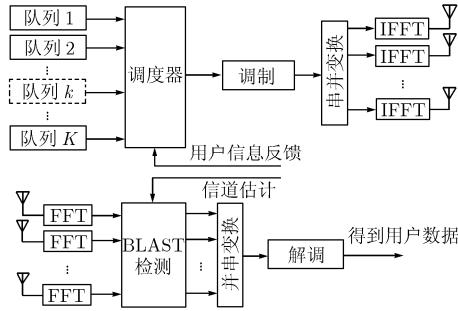 队列 1
队列 2
队列 k
队列 K
调度器
调制
串并变换
IFFT
IFFT
IFFT
用户信息反馈
信道估计
FFT
FFT
FFT
BLAST
检测
并串变换
解调
得到用户数据